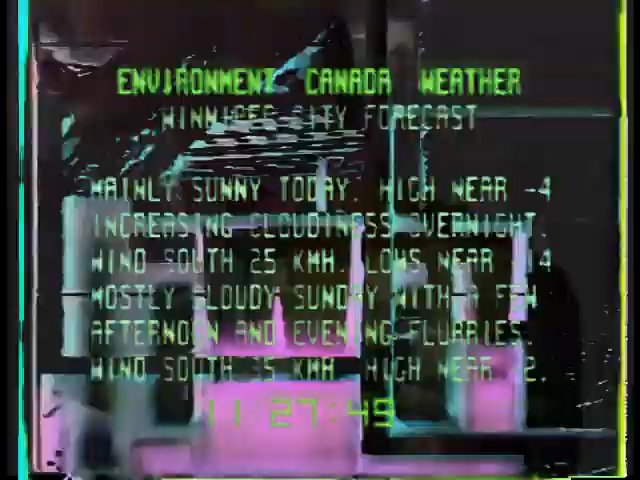 ENVIRONMENT CANADA WEATHER
WINNIPEG CITY FORECAST
MAINLY SUNNY TODAY. HIGH NEAR -4
INCREASING CLOUDINESS OVERNIGHT.
WIND SOUTH 25 KMH. LOWS NEAR 14
MOSTLY CLOUDY SUNDAY WITH A FEW
AFTERNOON AND EVENING FLURRIES
WIND SOUTH KMH HIGH NEAR 2.
11:27:49